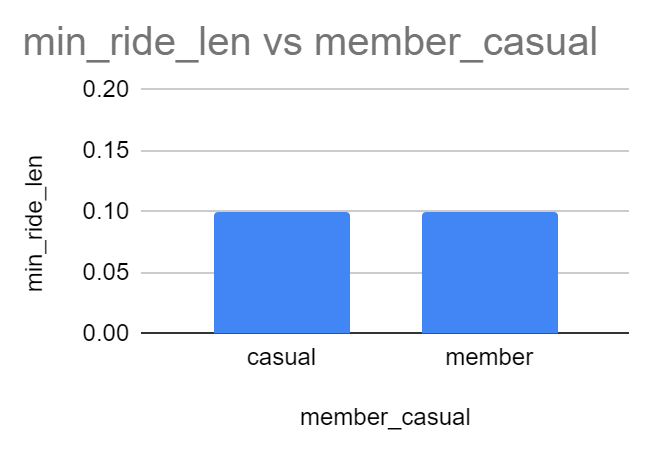 min_ride_len vs member_casual
0.20
0.15
0.10
0.05
0.00
min_ride_len
casual
member
member_casual